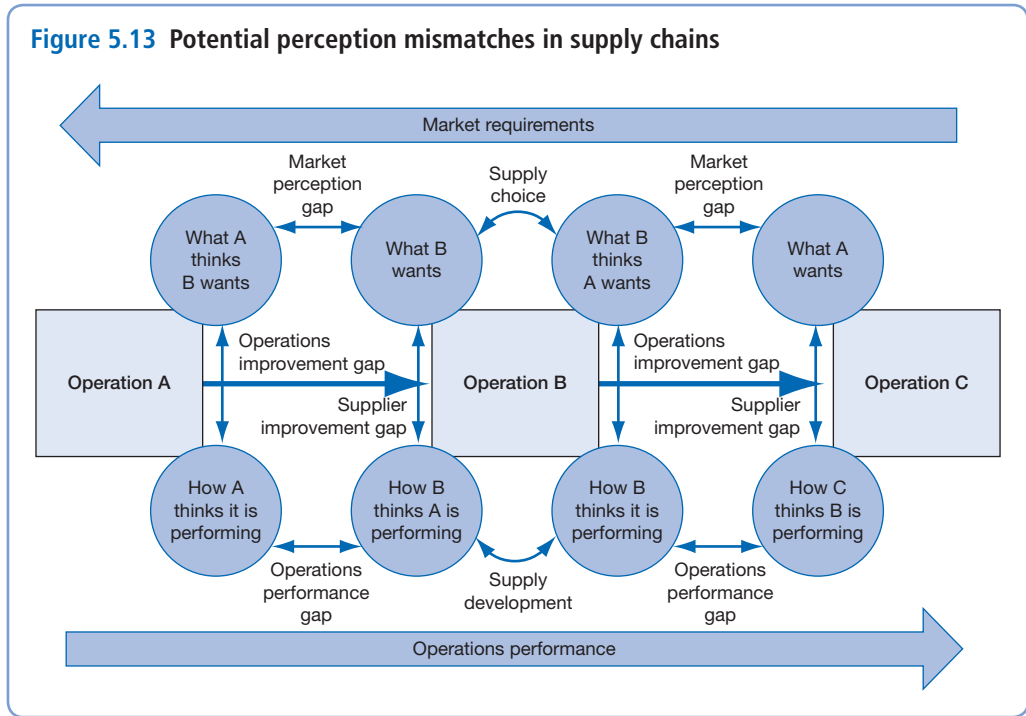 Figure 5.13 Potential perception mismatches in supply chains
Market requirements
Market
perception
gap
Supply
choice
Market
perception
gap
What A
thinks
B wants
What B
wants
What B
thinks
A wants
What A
wants
Operation A
Operations
improvement gap
Supplier
improvement gap
Operation B
Operations
improvement gap
Supplier
improvement gap
Operation C
How A
thinks it is
performing
How B
thinks A is
performing
How B
thinks it is
performing
How C
thinks B is
performing
Operations
performance
gap
Supply
development
Operations
performance
gap
Operations performance